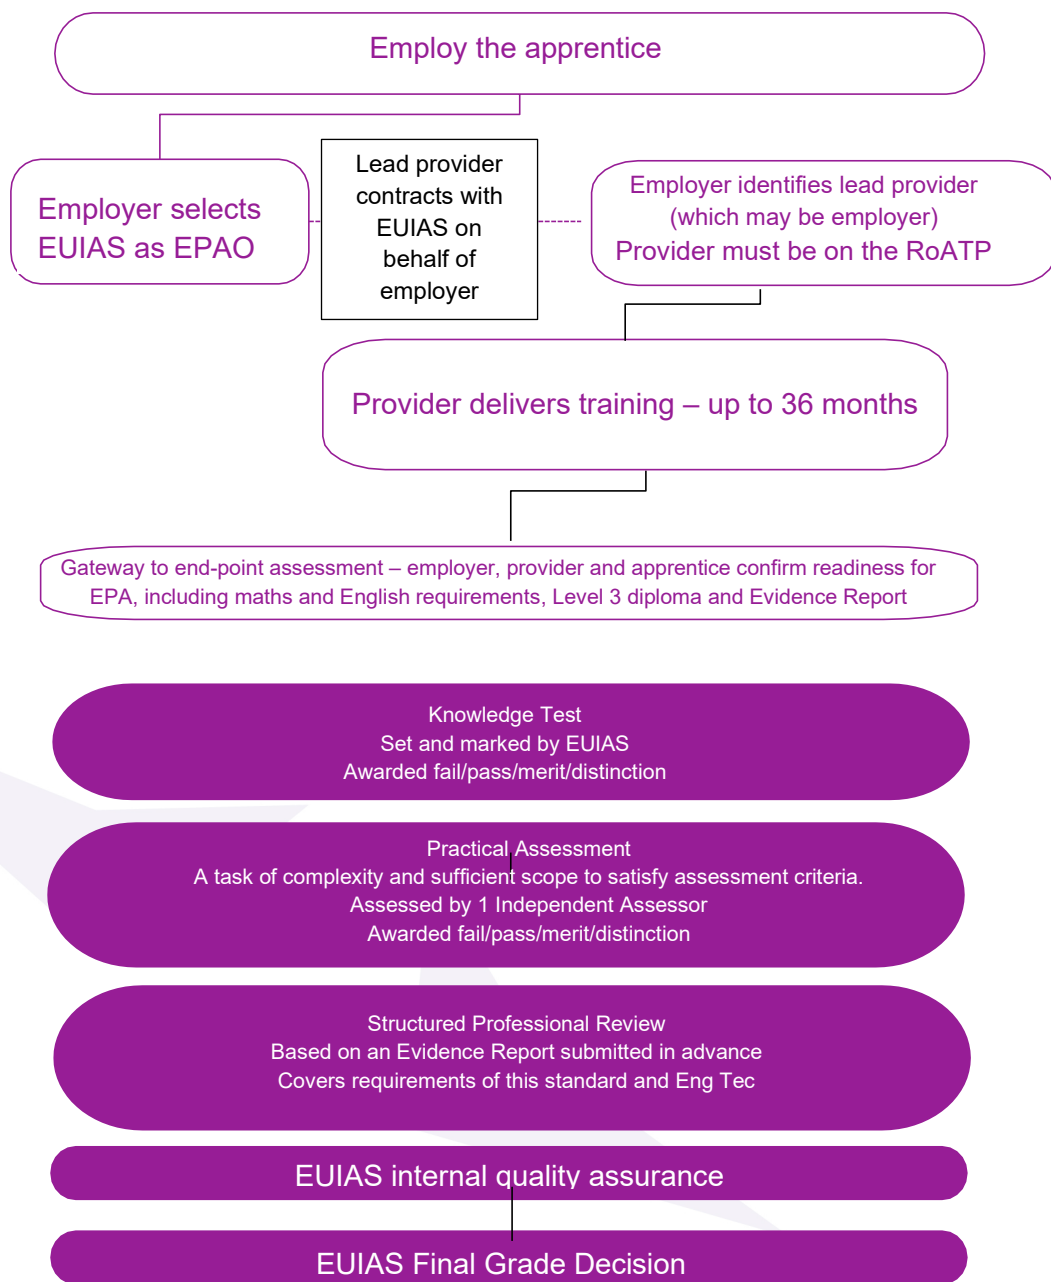 Employ the apprentice
Employer selects
EUIAS as EPAO
Lead provider
contracts with
EUIAS on
behalf of
employer
Employer identifies lead provider
(which may be employer)
Provider must be on the RoATP
Provider delivers training – up to 36 months
Gateway to end-point assessment – employer, provider and apprentice confirm readiness for
EPA, including maths and English requirements, Level 3 diploma and Evidence Report
Knowledge Test
Set and marked by EUIAS
Awarded fail/pass/merit/distinction
Practical Assessment
A task of complexity and sufficient scope to satisfy assessment criteria.
Assessed by 1 Independent Assessor
Awarded fail/pass/merit/distinction
Structured Professional Review
Based on an Evidence Report submitted in advance
Covers requirements of this standard and Eng Tec
EUIAS internal quality assurance
EUIAS Final Grade Decision